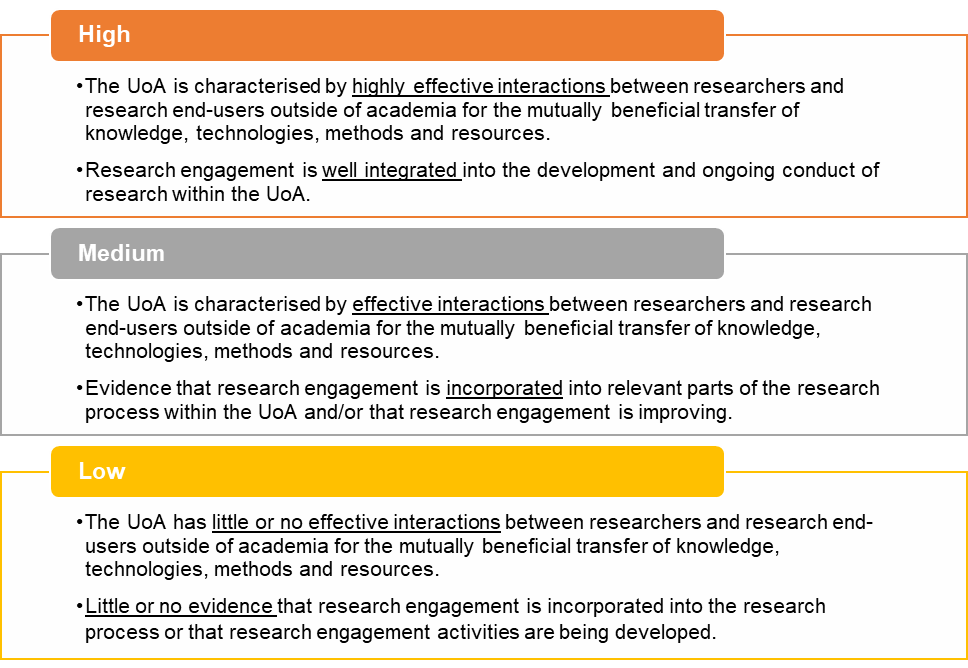 High
•The UoA is characterised by highly effective interactions between researchers and
research end-users outside of academia for the mutually beneficial transfer of
knowledge, technologies, methods and resources.
•Research engagement is well integrated into the development and ongoing conduct of
research within the UoA.
Medium
•The UoA is characterised by effective interactions between researchers and research
end-users outside of academia for the mutually beneficial transfer of knowledge,
technologies, methods and resources.
•Evidence that research engagement is incorporated into relevant parts of the research
process within the UoA and/or that research engagement is improving.
Low
•The UoA has little or no effective interactions between researchers and research end-
users outside of academia for the mutually beneficial transfer of knowledge,
technologies, methods and resources.
•Little or no evidence that research engagement is incorporated into the research
process or that research engagement activities are being developed.